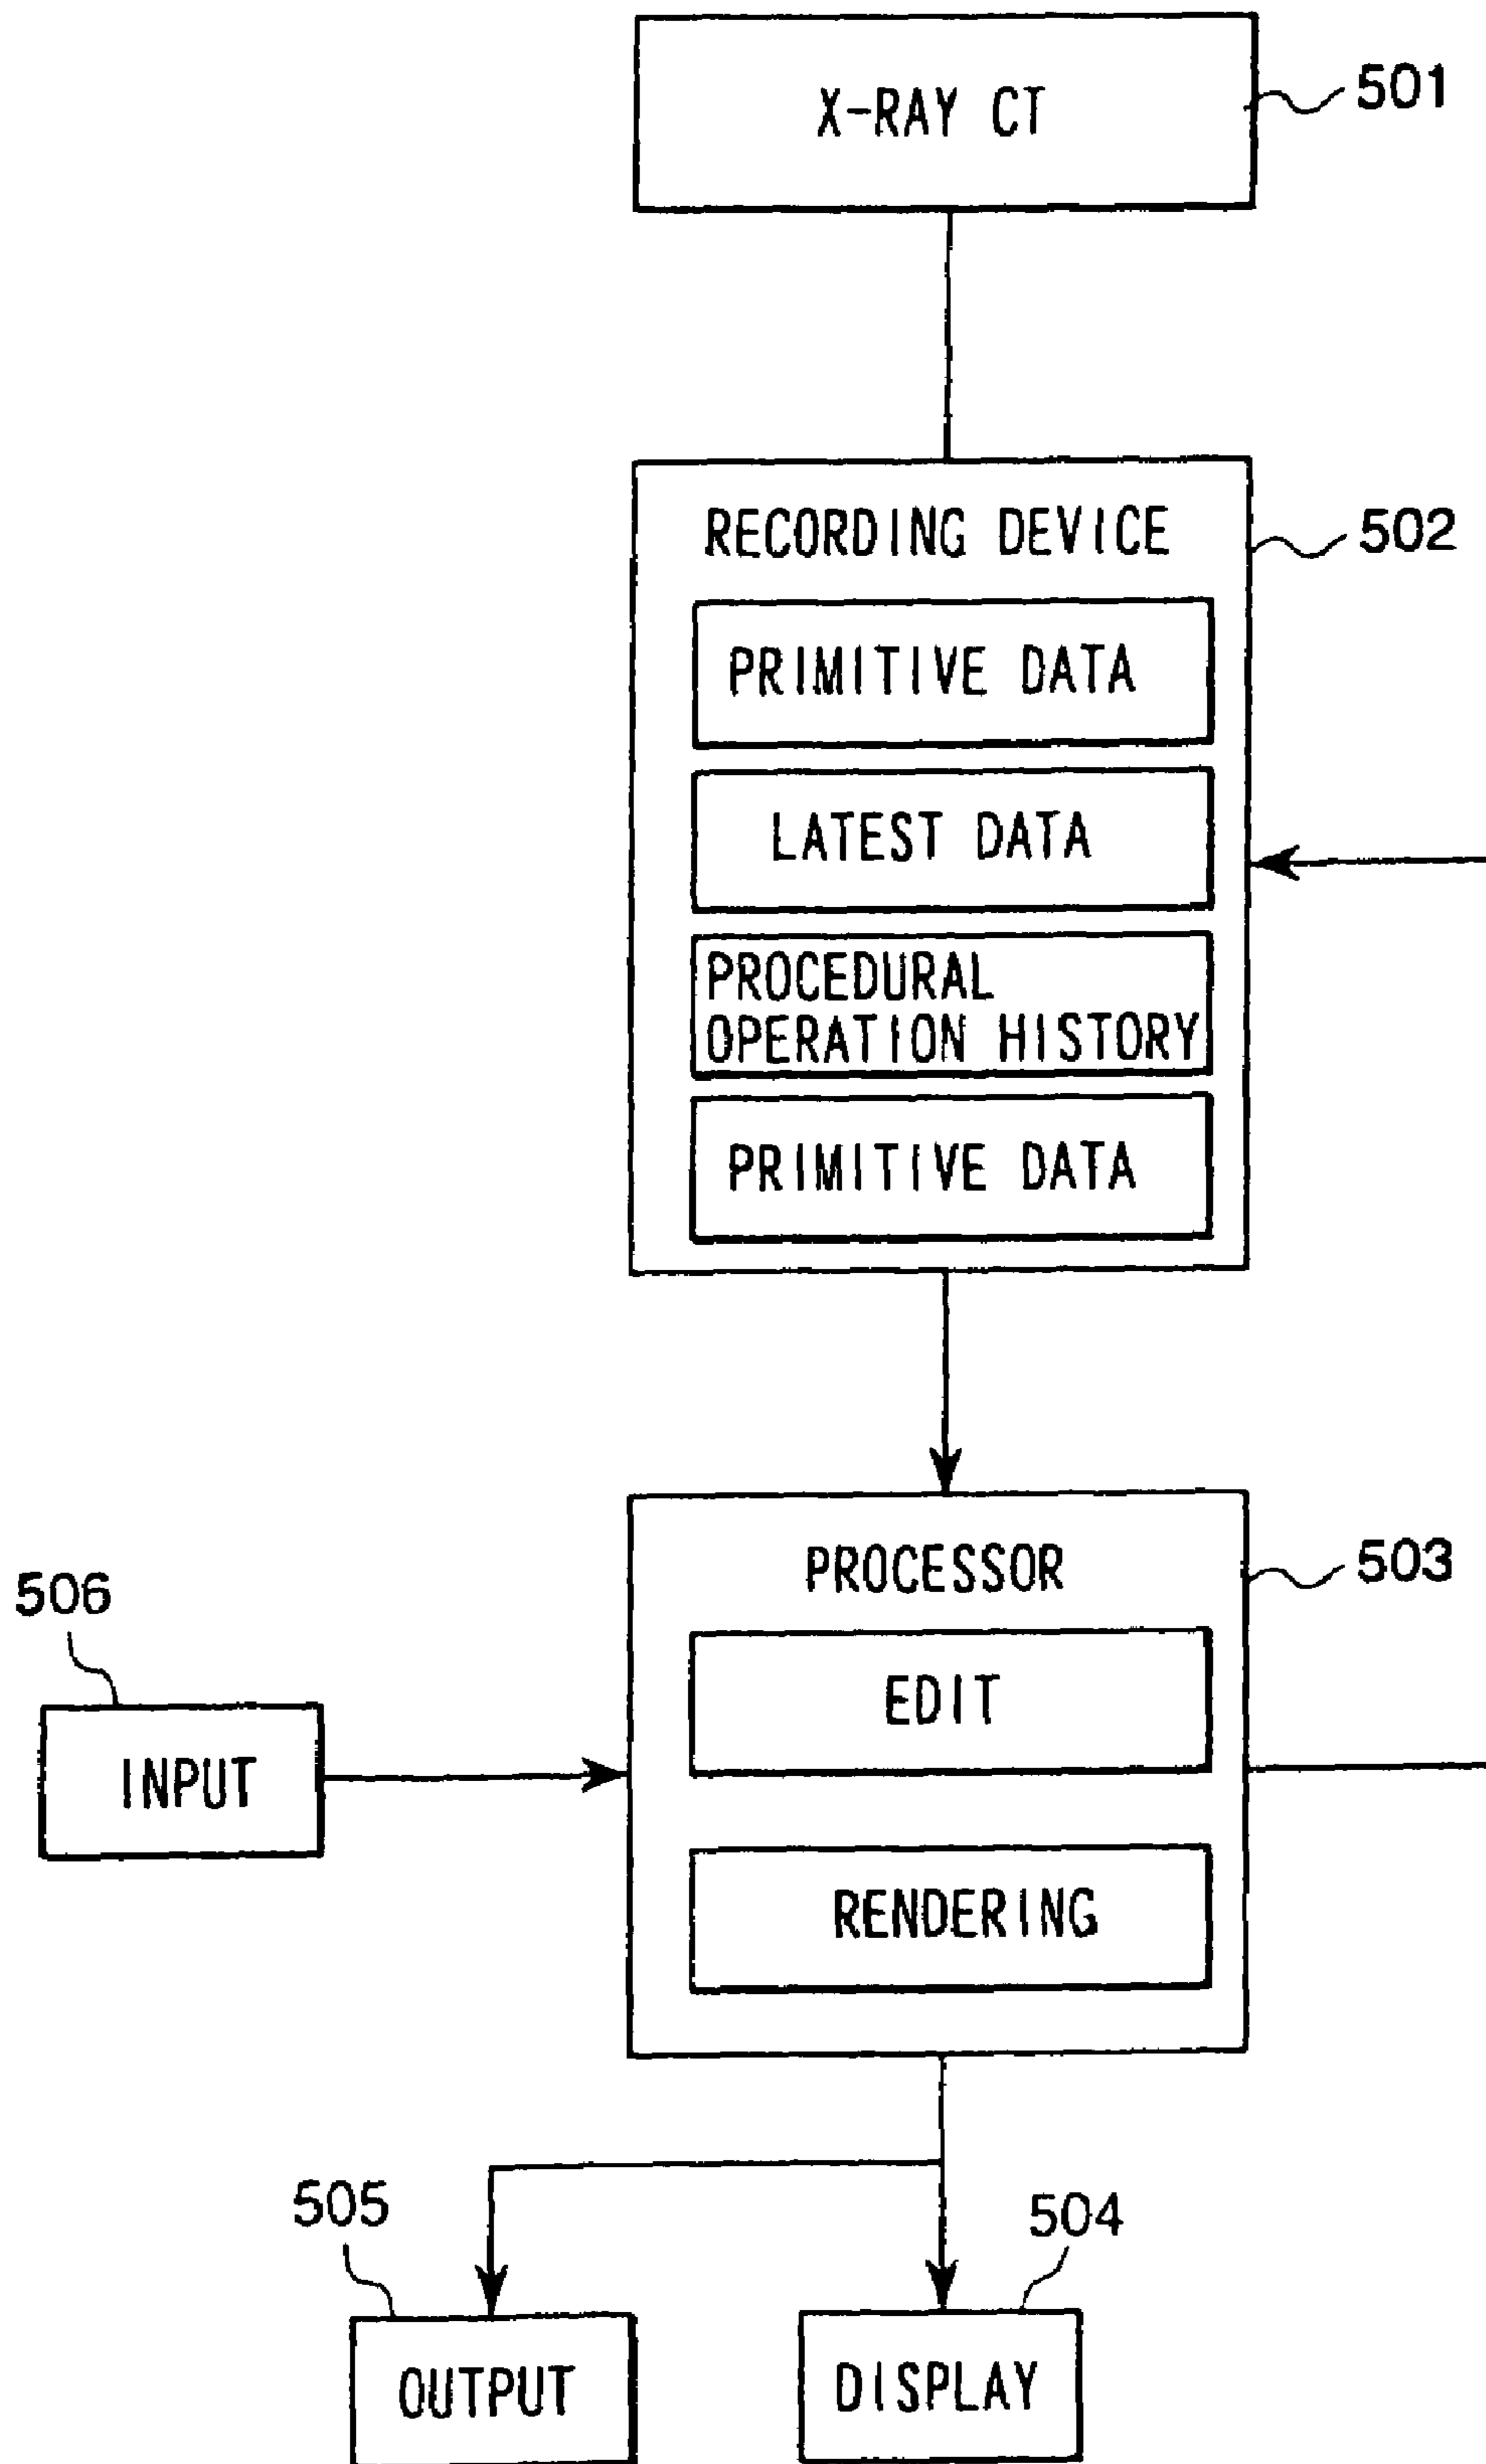 X-RAY CT
501
RECORDING DEVICE
502
PRIMITIVE DATA
LATEST DATA
PROCEDURAL
OPERATION HISTORY
PRIMITIVE DATA
PROCESSOR
503
EDIT
506
INPUT
RENDERING
505
504
OUTPUT
DISPLAY